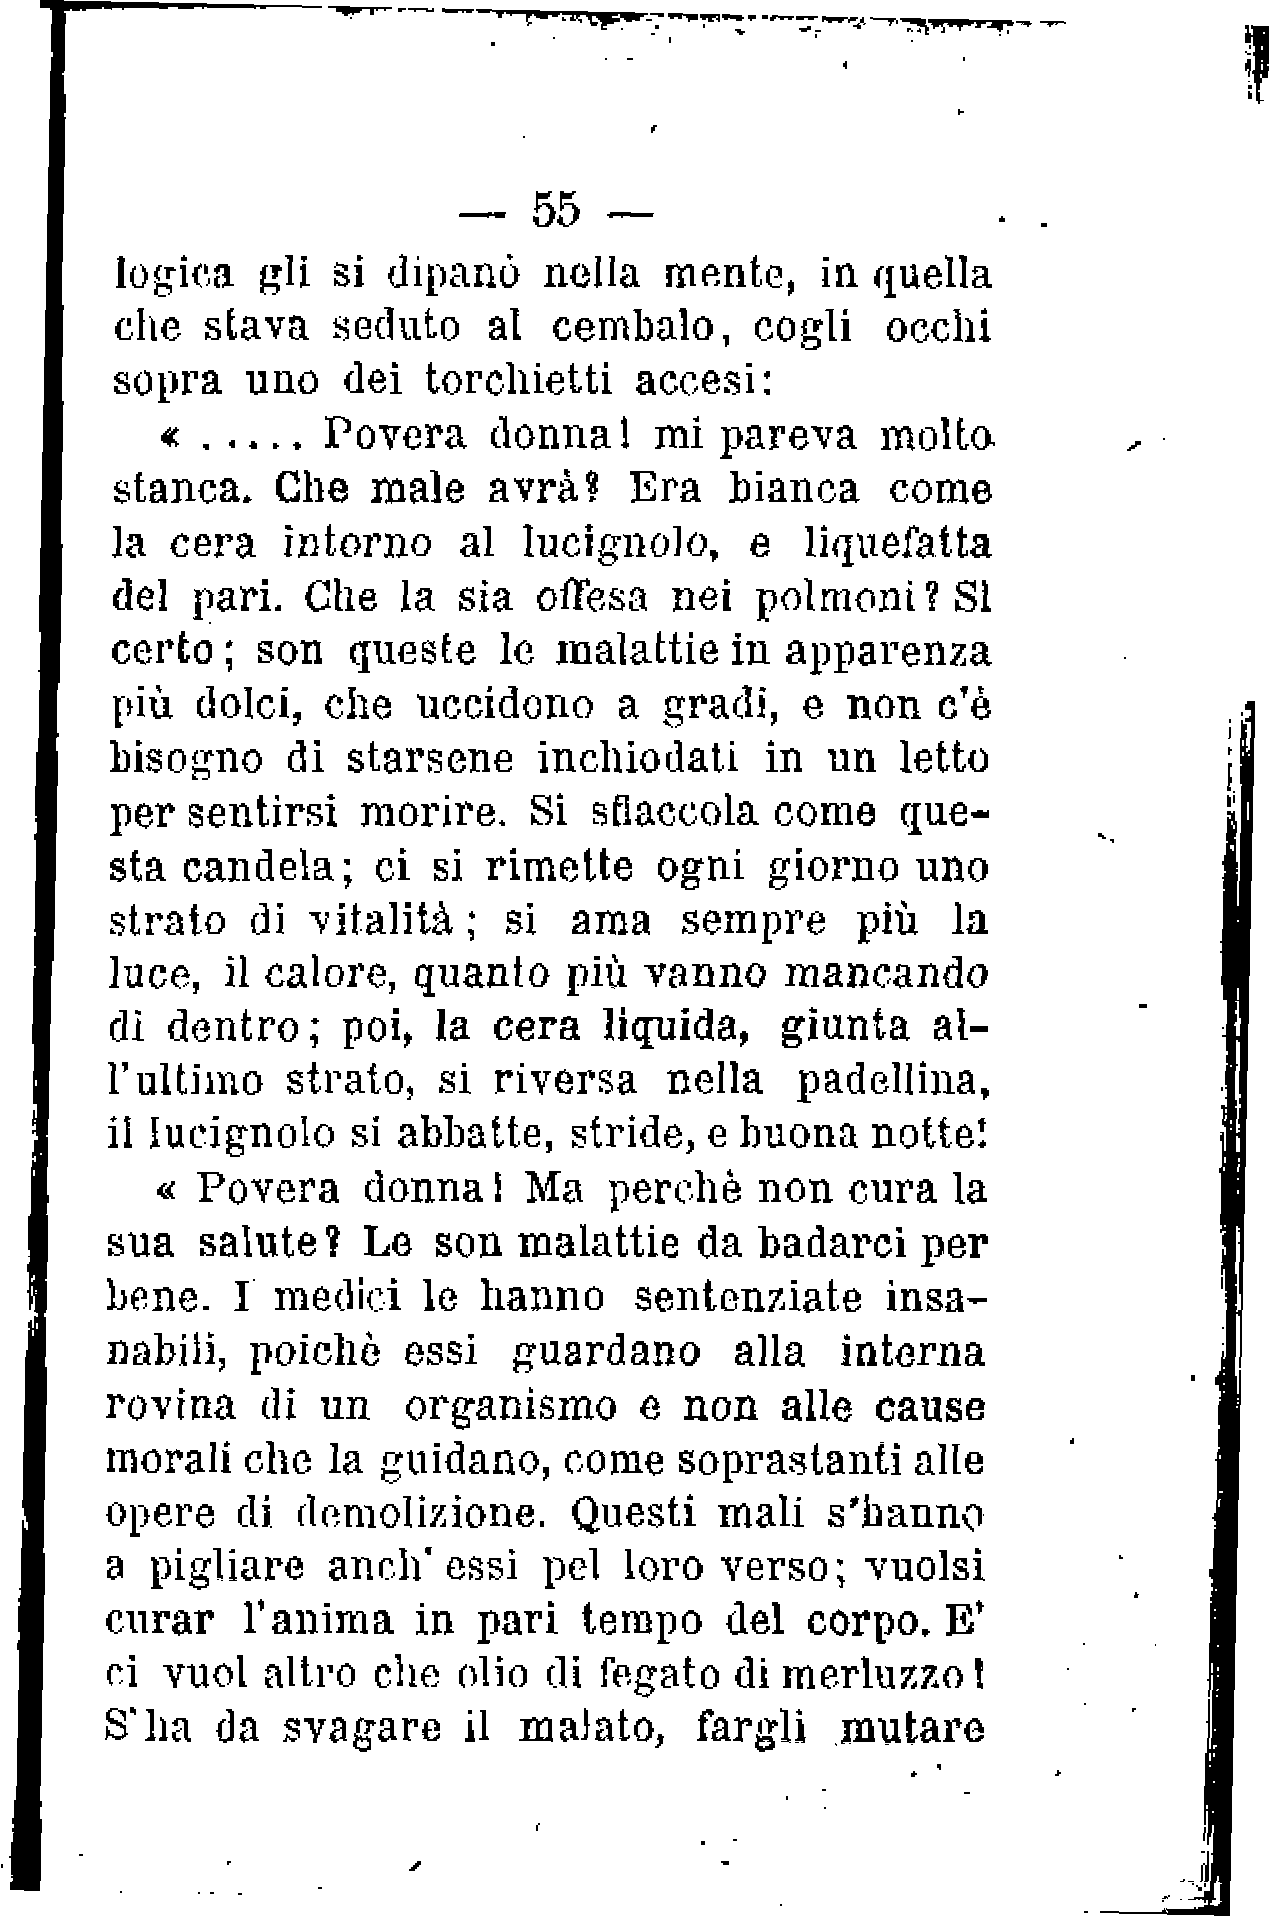 — 55 —
logica gli si dipanò nella mente, in quella
che stava seduto al cembalo, cogli occhi
sopra uno dei torchietti accesi:
« ..... Povera donna! mi pareva molto
stanca. Che male avrà? Era bianca come
la cera intorno al lucignolo, e liquefatta
del pari. Che la sia offesa nei polmoni? Sì
certo; son queste le malattie in apparenza
più dolci, che uccidono a gradi, e non c'è
bisogno di starsene inchiodati in un letto
per sentirsi morire. Si sfiaccola come que-
sta candela; ci si rimette ogni giorno uno
strato di vitalità; si ama sempre più la
luce, il calore, quanto più vanno mancando
di dentro; poi, la cera liquida, giunta al-
l'ultimo strato, si riversa nella padellina,
il lucignolo si abbatte, stride, e buona notte!
« Povera donna! Ma perchè non cura la
sua salute? Le son malattie da badarci per
bene. I medici le hanno sentenziate insa-
nabili, poichè essi guardano alla interna
rovina di un organismo e non alle cause
morali che la guidano, come soprastanti alle
opere di demolizione. Questi mali s'hanno
a pigliare anch'essi pel loro verso; vuolsi
curar l'anima in pari tempo del corpo. E'
ci vuol altro che olio di fegato di merluzzo!
S'ha da svagare il malato, fargli mutare